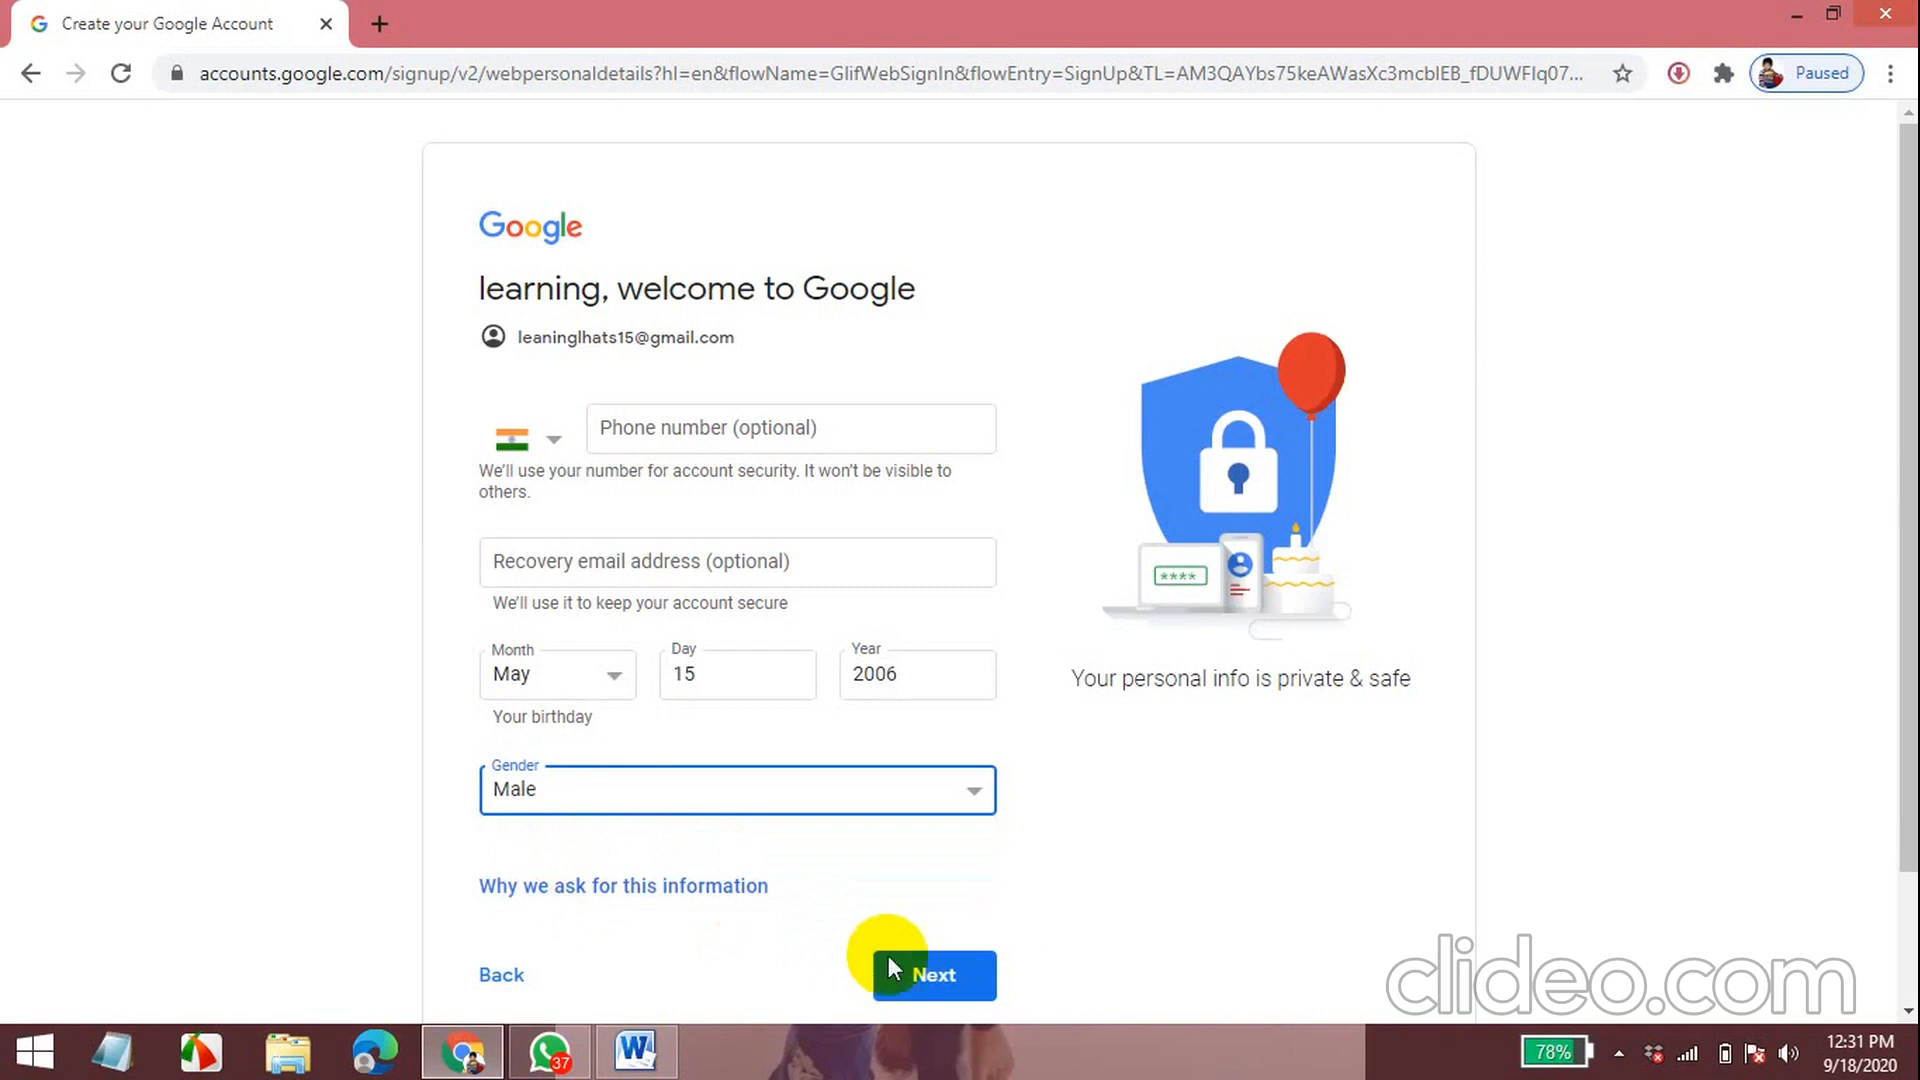 Create your Google Account
accounts.google.com/signup/v2/webpersonaldetails?hl=en&flowName=GlifWebSignIn&flowEntry=SignUp&TL=AM3QAYbs75keAWasXc3mcblEB_fDUWFlq07...
Paused
Google
learning, welcome to Google
leaninglhats15@gmail.com
Phone number (optional)
We'll use your number for account security. It won't be visible to
others.
Recovery email address (optional)
We'll use it to keep your account secure
****
Your personal info is private & safe
Month Day Year
May 15 2006
Your birthday
Gender
Male
Why we ask for this information
Back Next
clideo.com
37
W
78%
12:31 PM
9/18/2020